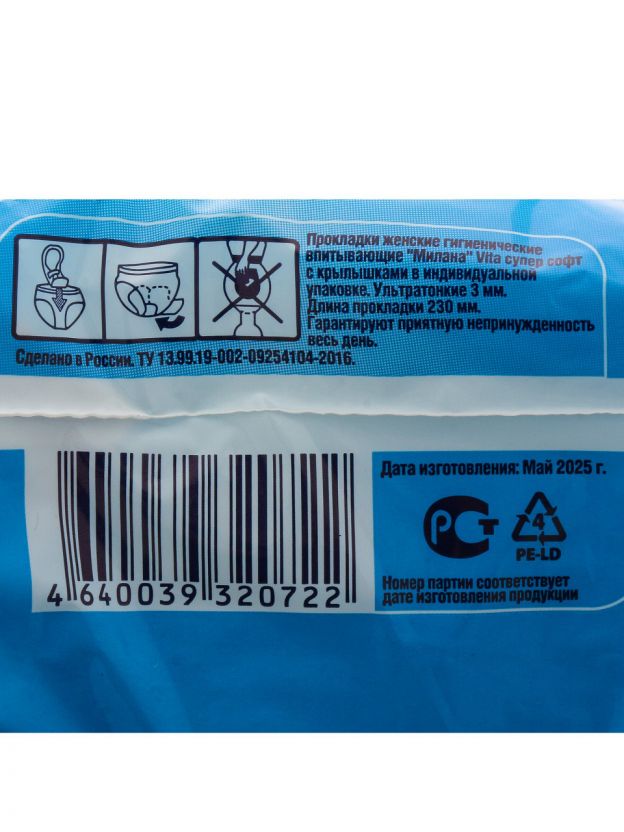 Прокладки женские гигиенические
впитывающие "Милана" Vita супер софт
с крылышками в индивидуальной
упаковке. Ультратонкие 3 мм.
Длина прокладки 230 мм.
Гарантируют приятную непринужденность
весь день.
Сделано в России. ТУ 13.99.19-002-09254104-2016.
4 640039 320722
Дата изготовления: Май 2025 г.
РСТ
4
PE-LD
Номер партии соответствует
дате изготовления продукции